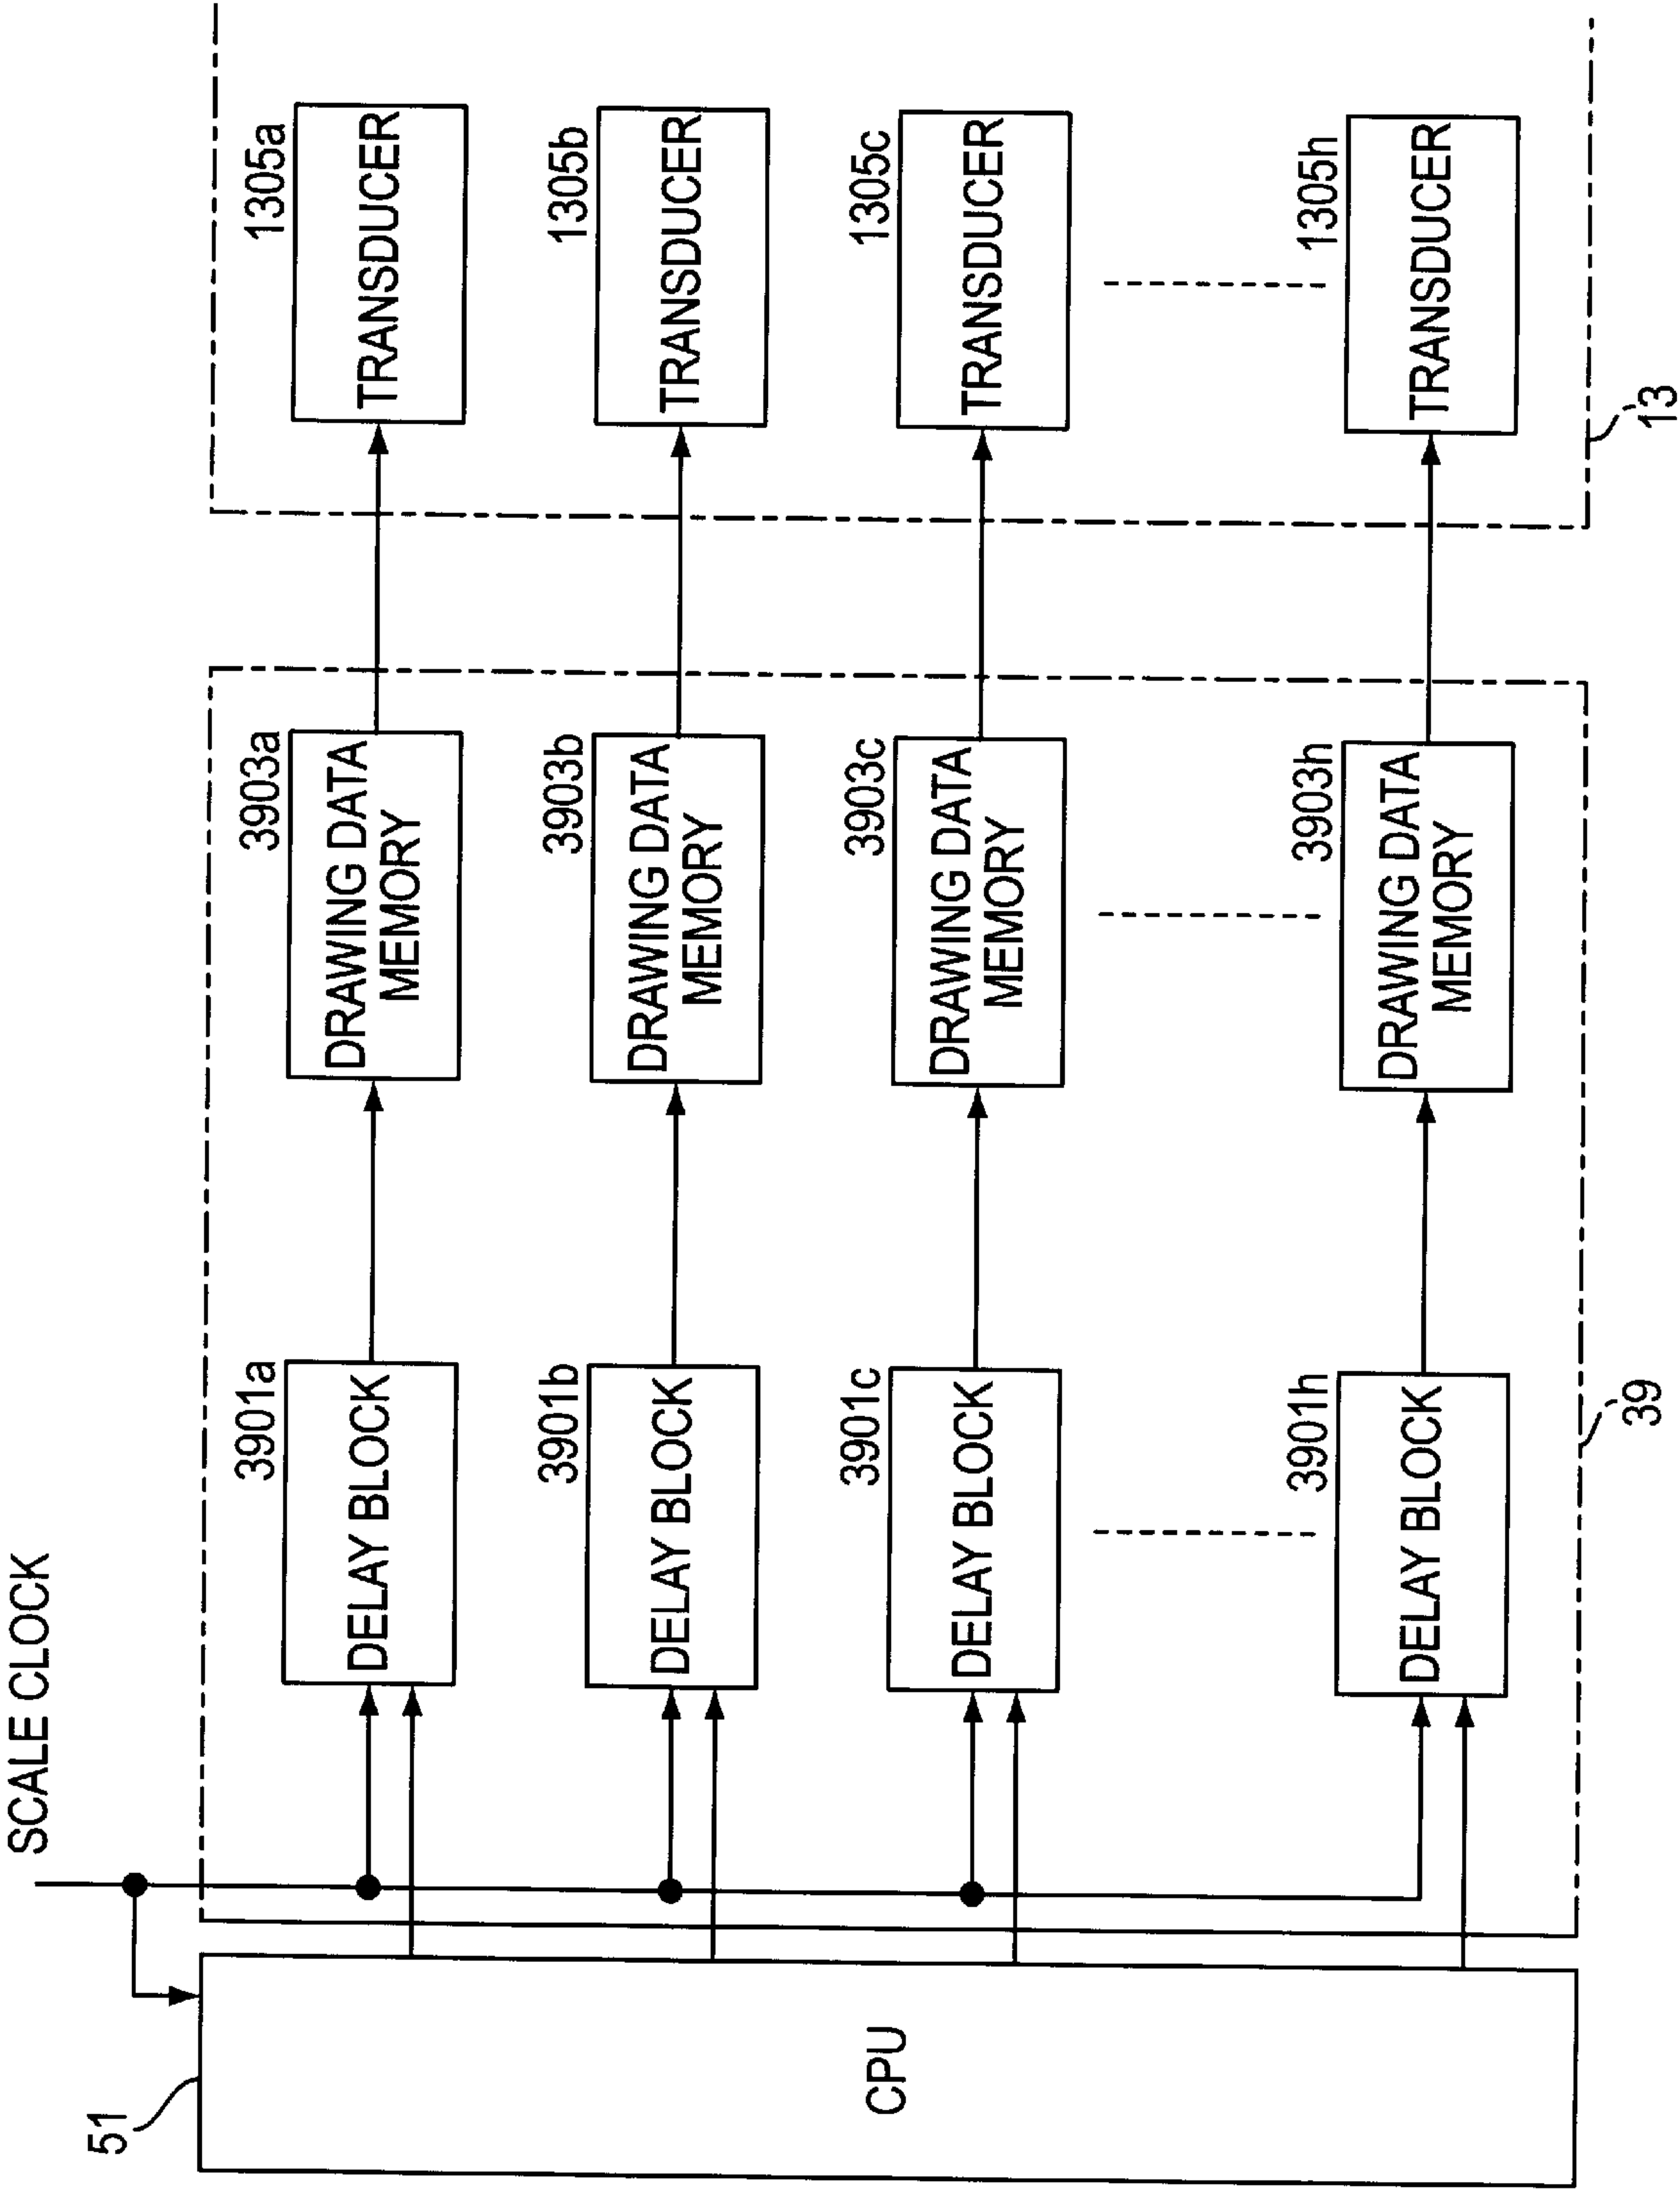 SCALE CLOCK
51
CPU
3901a
DELAY BLOCK
3903a
DRAWING DATA
MEMORY
1305a
TRANSDUCER
3901b
DELAY BLOCK
3903b
DRAWING DATA
MEMORY
1305b
TRANSDUCER
3901c
DELAY BLOCK
3903c
DRAWING DATA
MEMORY
1305c
TRANSDUCER
3901h
DELAY BLOCK
3903h
DRAWING DATA
MEMORY
1305h
TRANSDUCER
39
13